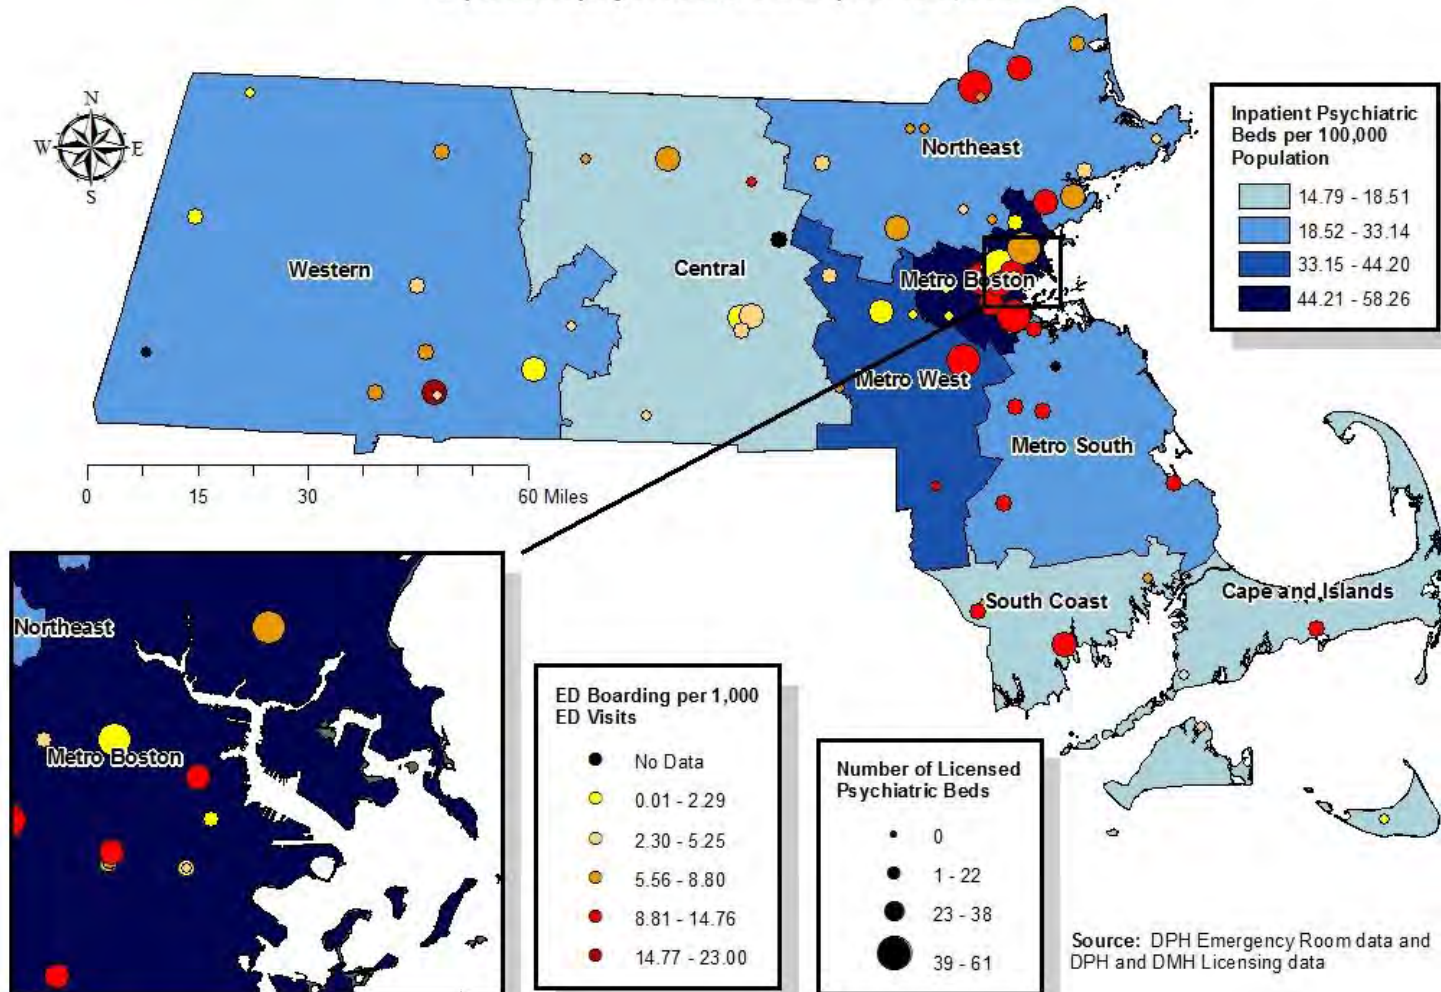 N
W E
S
Northeast
Western
Central
Metro Boston
Metro West
Metro South
South Coast
Cape and Islands
0 15 30 60 Miles
Inpatient Psychiatric
Beds per 100,000
Population
14.79 - 18.51
18.52 - 33.14
33.15 - 44.20
44.21 - 58.26
Northeast
Metro Boston
ED Boarding per 1,000
ED Visits
No Data
0.01 - 2.29
2.30 - 5.25
5.56 - 8.80
8.81 - 14.76
14.77 - 23.00
Number of Licensed
Psychiatric Beds
0
1 - 22
23 - 38
39 - 61
Source: DPH Emergency Room data and
DPH and DMH Licensing data